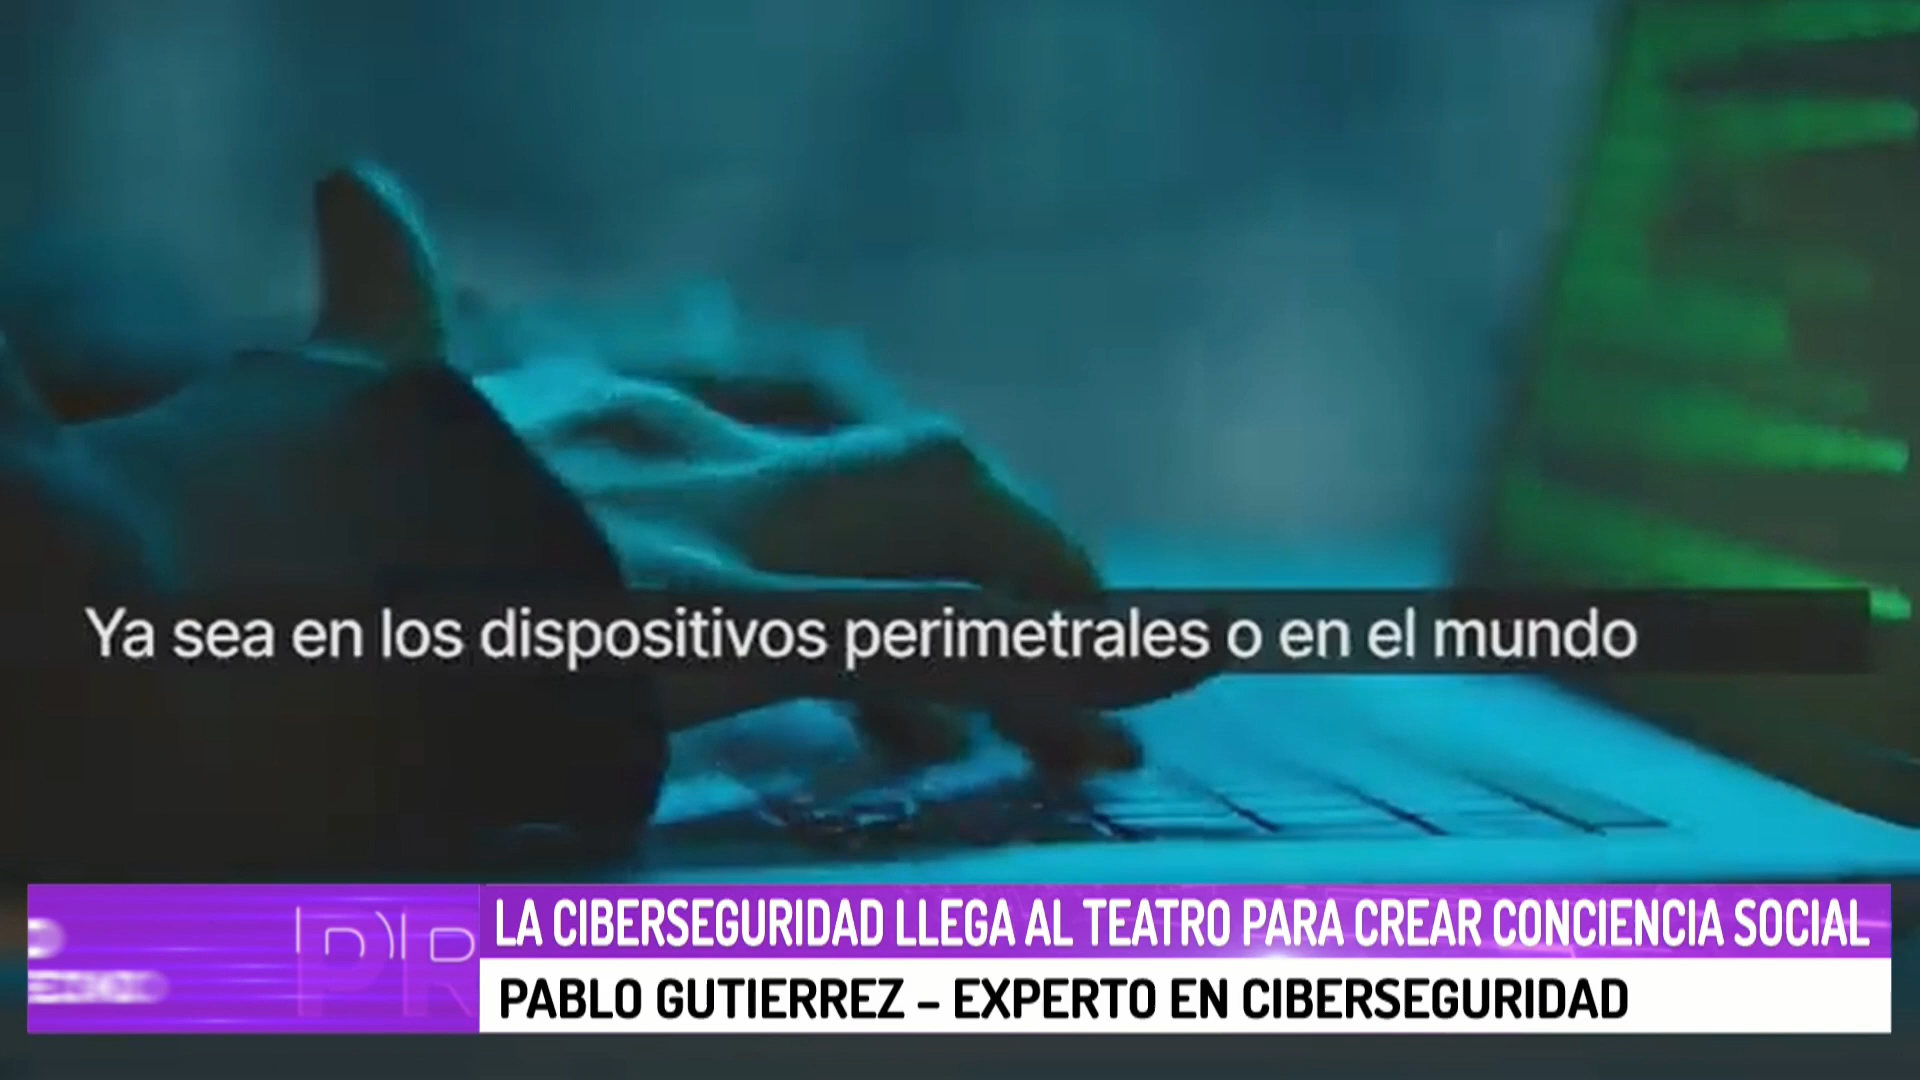 Ya sea en los dispositivos perimetrales o en el mundo
LA CIBERSEGURIDAD LLEGA AL TEATRO PARA CREAR CONCIENCIA SOCIAL
PABLO GUTIERREZ – EXPERTO EN CIBERSEGURIDAD